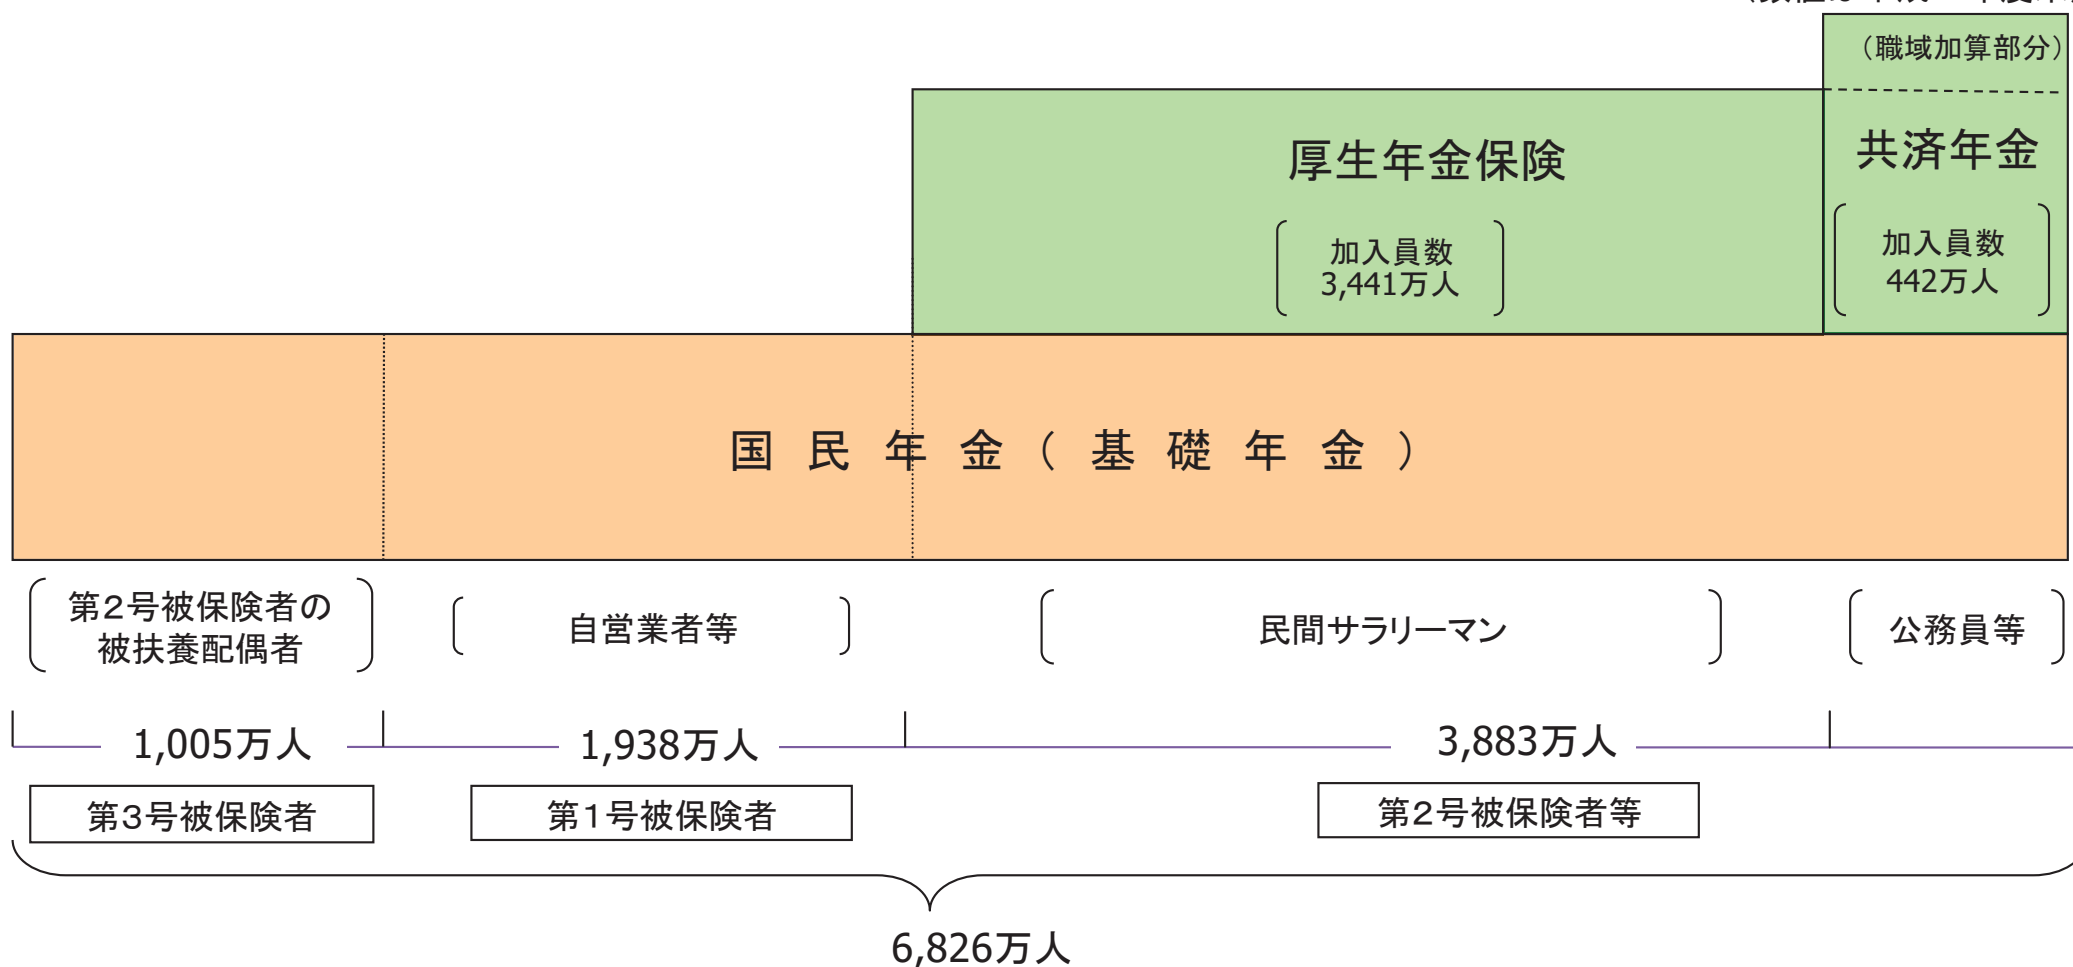 （職域加算部分）
厚生年金保険
共済年金
加入員数
3,441万人
加入員数
442万人
国民年金（基礎年金）
第2号被保険者の
被扶養配偶者
自営業者等
民間サラリーマン
公務員等
1,005万人
1,938万人
3,883万人
第3号被保険者
第1号被保険者
第2号被保険者等
6,826万人